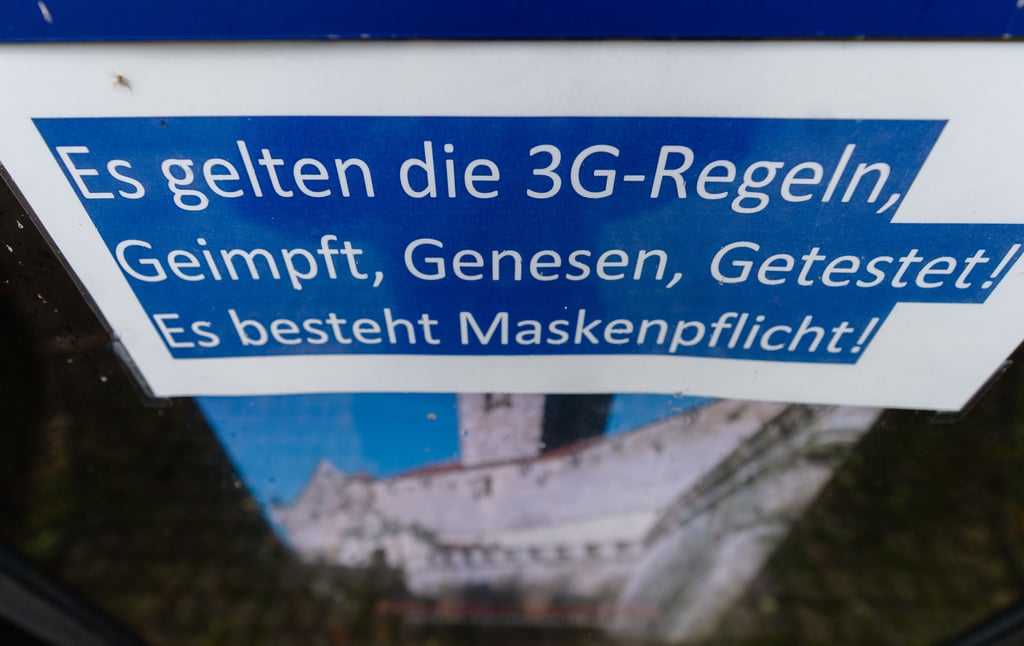 Es gelten die 3G-Regeln,
Geimpft, Genesen, Getestet!
Es besteht Maskenpflicht!